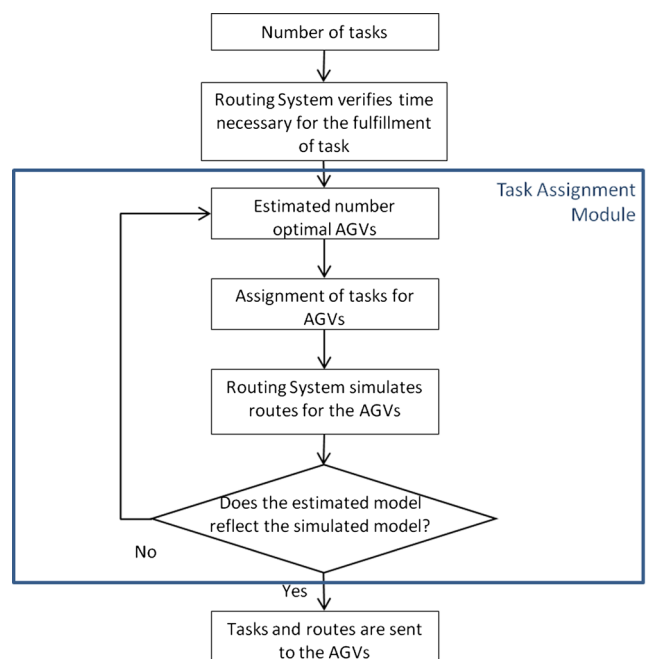 Number of tasks
Routing System verifies time
necessary for the fulfillment
of task
Task Assignment
Module
Estimated number
optimal AGVs
Assignment of tasks for
AGVs
Routing System simulates
routes for the AGVs
Does the estimated model
reflect the simulated model?
No
Yes
Tasks and routes are sent
to the AGVs